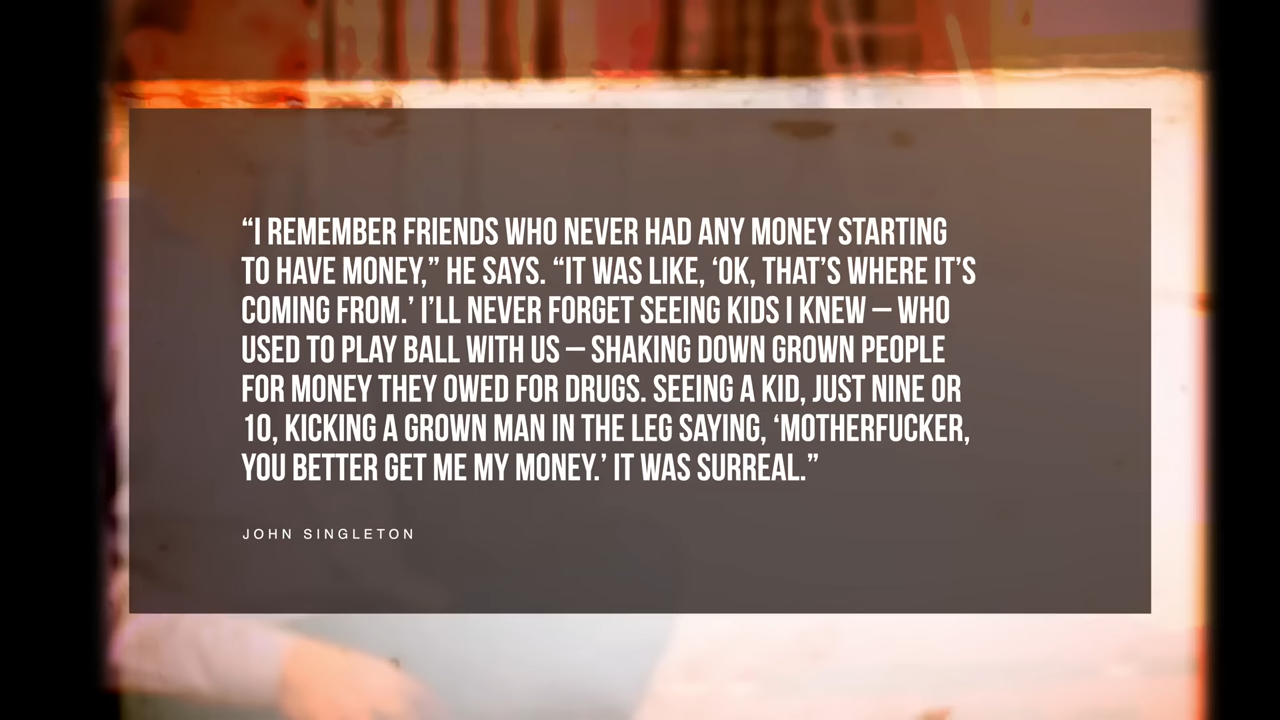 “I REMEMBER FRIENDS WHO NEVER HAD ANY MONEY STARTING
TO HAVE MONEY,” HE SAYS. “IT WAS LIKE, ‘OK, THAT’S WHERE IT’S
COMING FROM.’ I’LL NEVER FORGET SEEING KIDS I KNEW – WHO
USED TO PLAY BALL WITH US – SHAKING DOWN GROWN PEOPLE
FOR MONEY THEY OWED FOR DRUGS. SEEING A KID, JUST NINE OR
10, KICKING A GROWN MAN IN THE LEG SAYING, ‘MOTHERFUCKER,
YOU BETTER GET ME MY MONEY.’ IT WAS SURREAL.”
JOHN SINGLETON